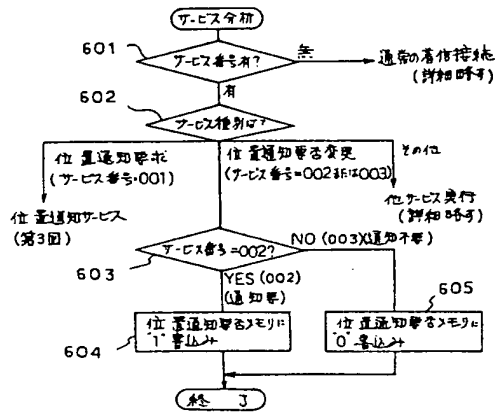 サービス分析
601
サービス番号有?
無
通常の着信接続
(詳細略す)
有
602
サービス種別は?
位置通知要求
(サービス番号=001)
位置通知要否変更
(サービス番号=002または003)
その他
位置通知サービス
(第3図)
他サービス実行
(詳細略す)
603
サービス番号=002?
NO (003)(通知不要)
YES (002)
(通知要)
604
位置通知要否メモリに
"1" 書込み
605
位置通知要否メモリに
"0" 書込み
終 了